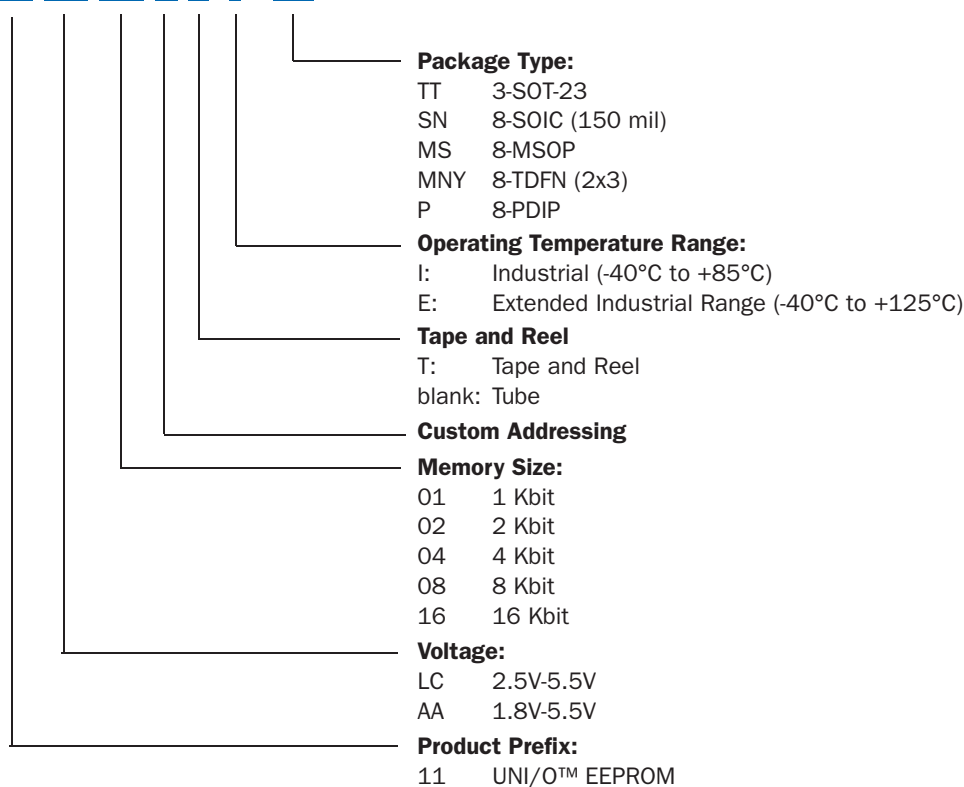 Package Type:
TT 3-SOT-23
SN 8-SOIC (150 mil)
MS 8-MSOP
MNY 8-TDFN (2x3)
P 8-PDIP
Operating Temperature Range:
I: Industrial (-40°C to +85°C)
E: Extended Industrial Range (-40°C to +125°C)
Tape and Reel
T: Tape and Reel
blank: Tube
Custom Addressing
Memory Size:
01 1 Kbit
02 2 Kbit
04 4 Kbit
08 8 Kbit
16 16 Kbit
Voltage:
LC 2.5V-5.5V
AA 1.8V-5.5V
Product Prefix:
11 UNI/O™ EEPROM